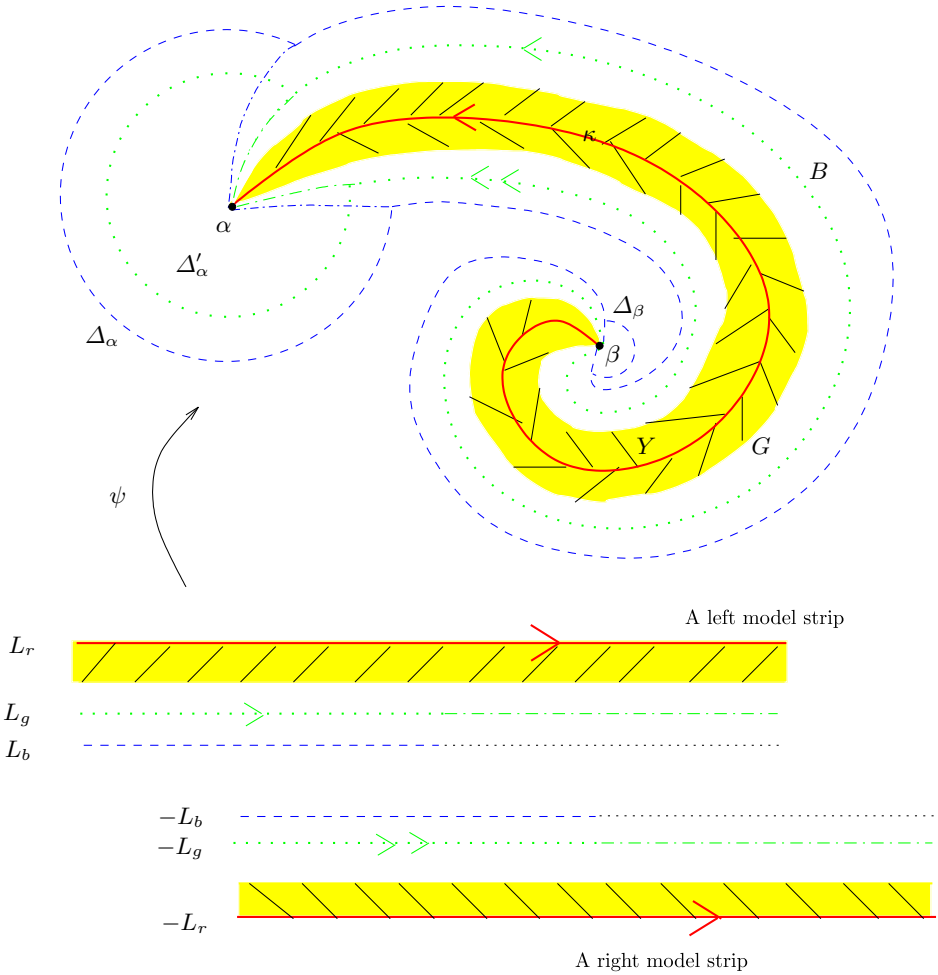 κ
B
α
Δ′α
Δβ
Δα
β
Y G
ψ
A left model strip
Lr
Lg
Lb
−Lb
−Lg
−Lr
A right model strip